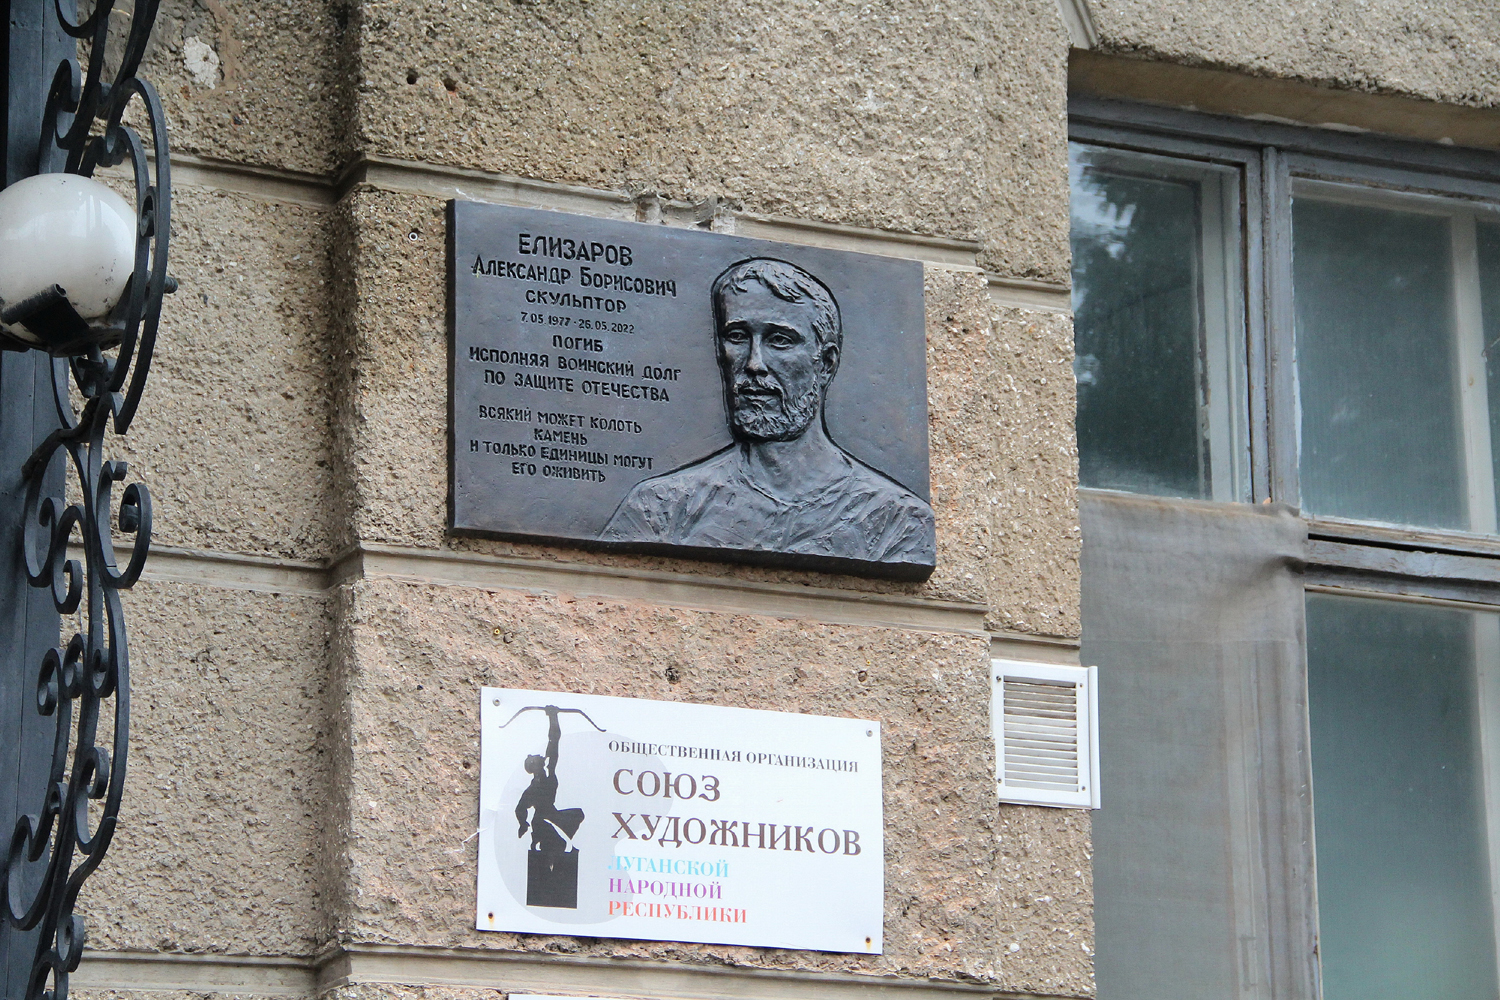 ЕЛИЗАРОВ
АЛЕКСАНДР БОРИСОВИЧ
СКУЛЬПТОР
7.05 1977 - 26.05.2022
ПОГИБ
ИСПОЛНЯЯ ВОИНСКИЙ ДОЛГ
ПО ЗАЩИТЕ ОТЕЧЕСТВА
ВСЯКИЙ МОЖЕТ КОЛОТЬ
КАМЕНЬ
И ТОЛЬКО ЕДИНИЦЫ МОГУТ
ЕГО ОЖИВИТЬ
ОБЩЕСТВЕННАЯ ОРГАНИЗАЦИЯ
СОЮЗ
ХУДОЖНИКОВ
ЛУГАНСКОЙ
НАРОДНОЙ
РЕСПУБЛИКИ